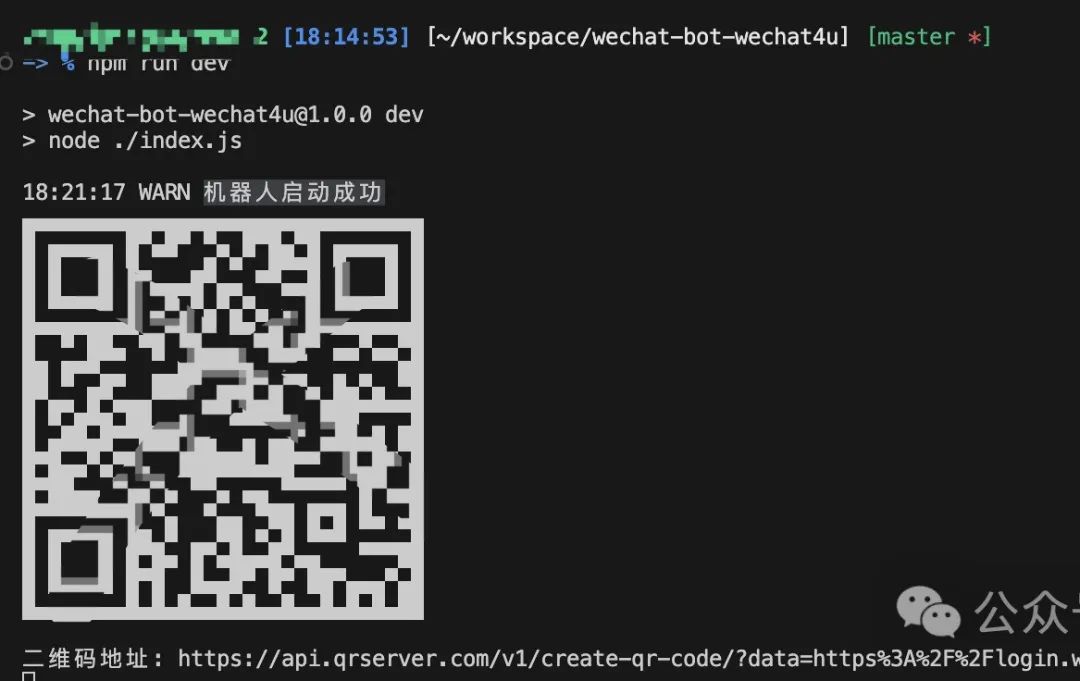 2 [18:14:53] [~/workspace/wechat-bot-wechat4u] [master *]
-> % npm run dev
> wechat-bot-wechat4u@1.0.0 dev
> node ./index.js
18:21:17 WARN 机器人启动成功
公众
二维码地址: https://api.qrserver.com/v1/create-qr-code/?data=https%3A%2F%2Flogin.w